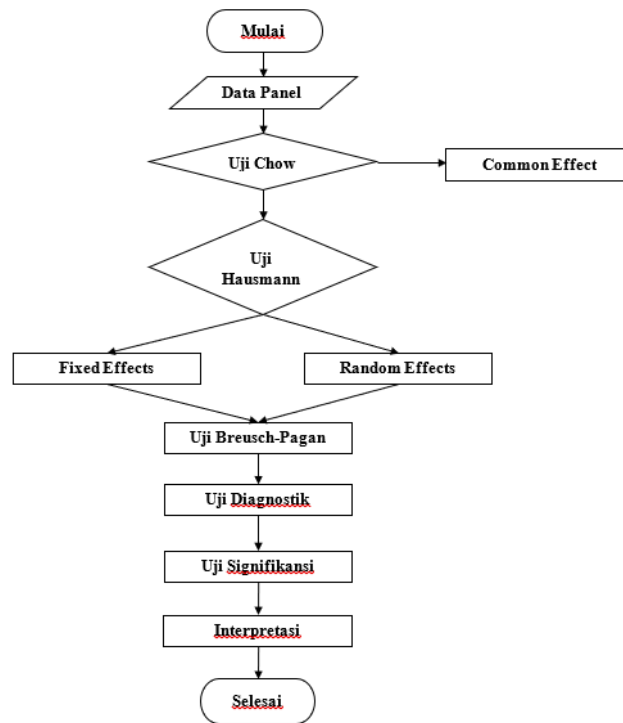 Mulai
Data Panel
Uji Chow
Common Effect
Uji
Hausmann
Fixed Effects
Random Effects
Uji Breusch-Pagan
Uji Diagnostik
Uji Signifikansi
Interpretasi
Selesai